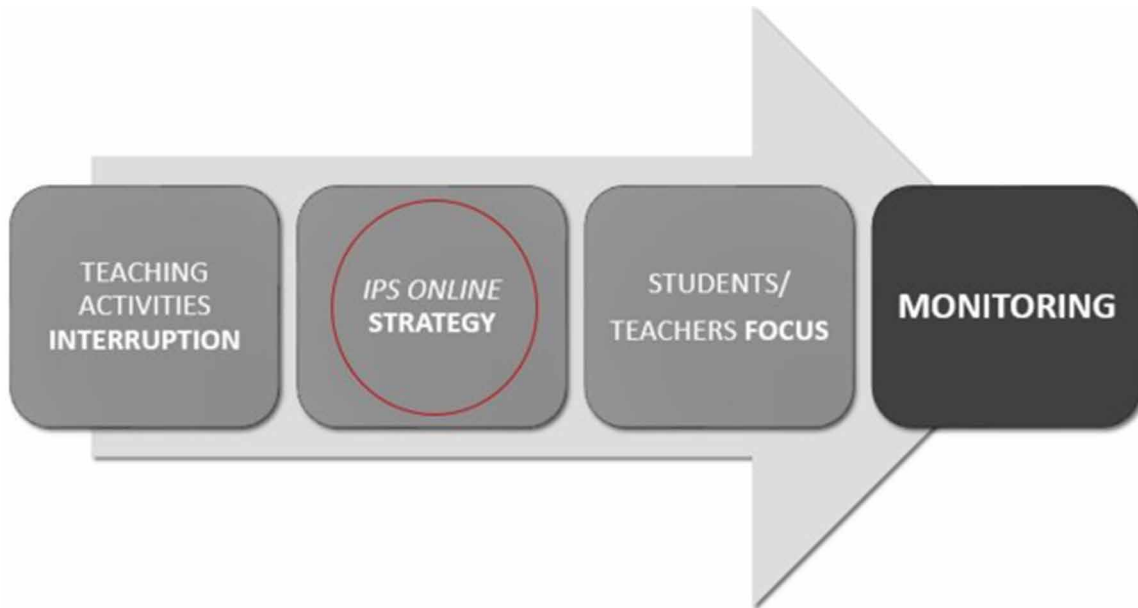 TEACHING
ACTIVITIES
INTERRUPTION
IPS ONLINE
STRATEGY
STUDENTS/
TEACHERS FOCUS
MONITORING